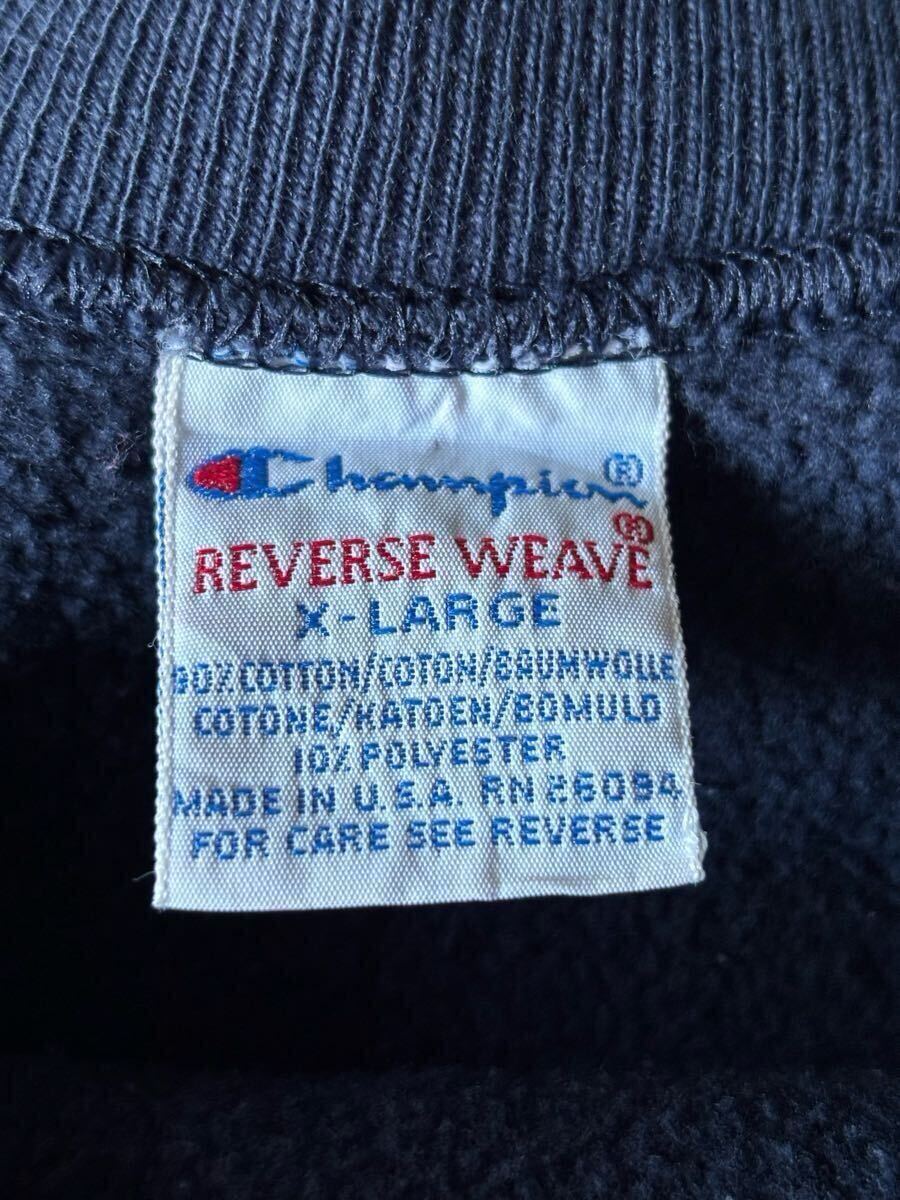 Champion®
REVERSE WEAVE®
X-LARGE
90% COTTON/COTON/BAUMWOLLE
COTONE/KATOEN/BOMULD
10% POLYESTER
MADE IN U.S.A. RN 26094
FOR CARE SEE REVERSE